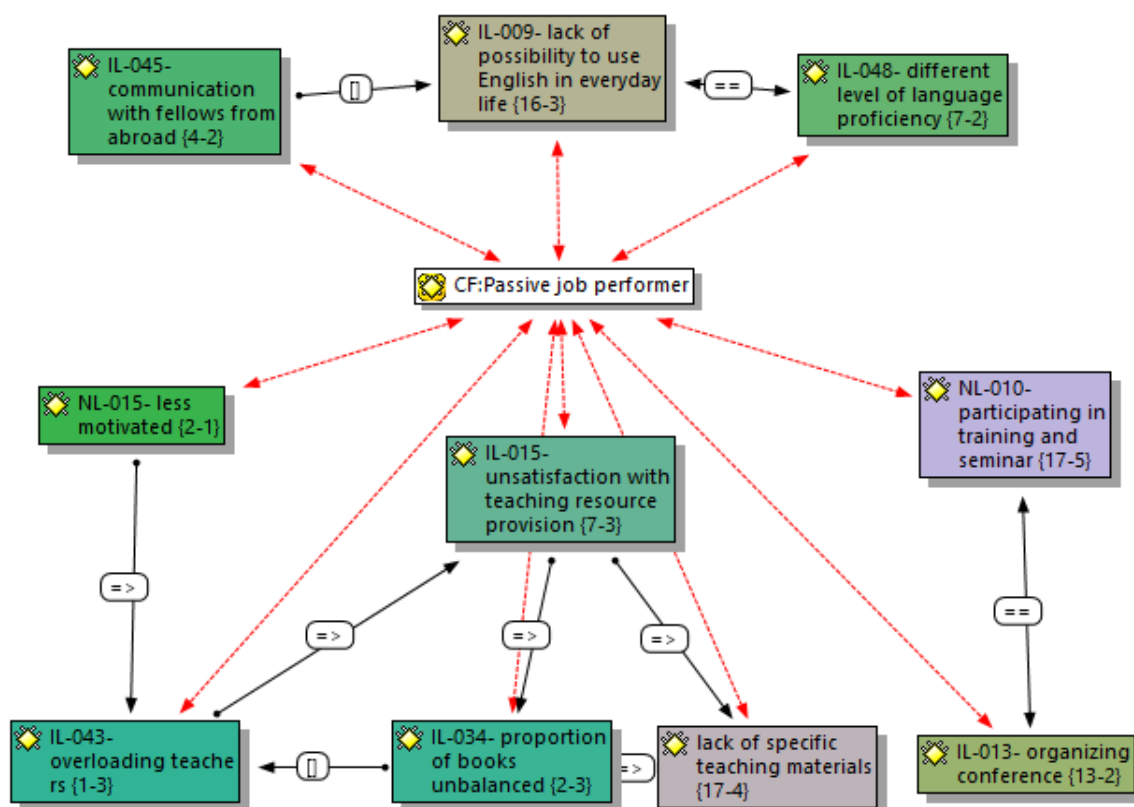 IL-045-
communication
with fellows from
abroad {4-2}
[]
IL-009- lack of
possibility to use
English in everyday
life {16-3}
==
IL-048- different
level of language
proficiency {7-2}
CF:Passive job performer
NL-015- less
motivated {2-1}
IL-015-
unsatisfaction with
teaching resource
provision {7-3}
NL-010-
participating in
training and
seminar {17-5}
=>
=>
=>
=>
==
IL-043-
overloading teache
rs {1-3}
[]
IL-034- proportion
of books
unbalanced {2-3}
=>
lack of specific
teaching materials
{17-4}
IL-013- organizing
conference {13-2}